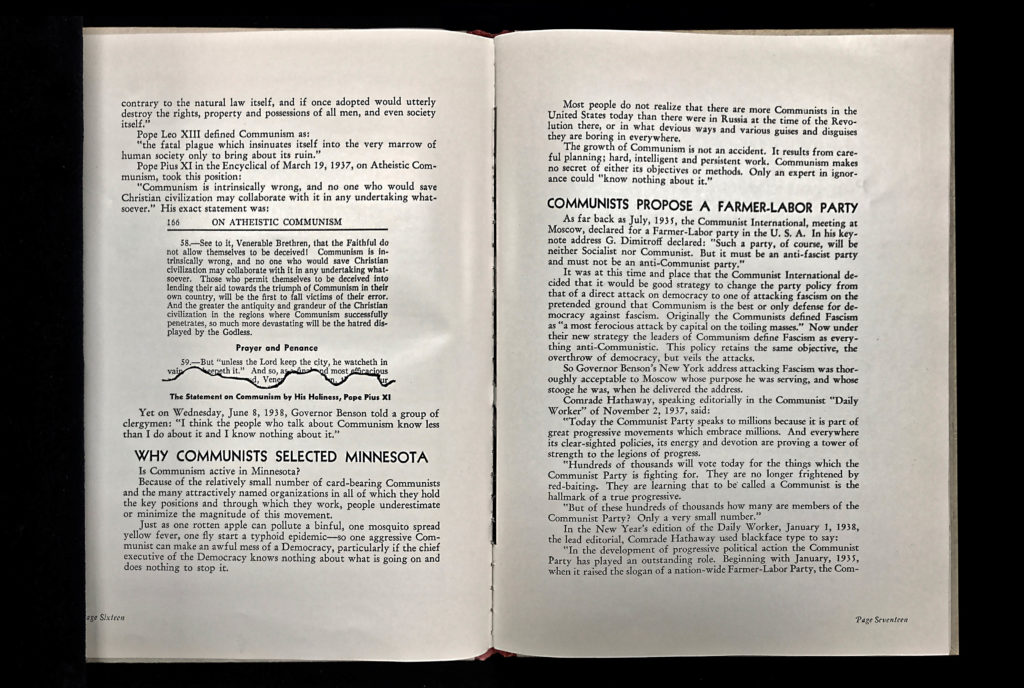 contrary to the natural law itself, and if once adopted would utterly
destroy the rights, property and possessions of all men, and even society
itself."
Pope Leo XIII defined Communism as:
"the fatal plague which insinuates itself into the very marrow of
human society only to bring about its ruin."
Pope Pius XI in the Encyclical of March 19, 1937, on Atheistic Com-
munism, took this position:
"Communism is intrinsically wrong, and no one who would save
Christian civilization may collaborate with it in any undertaking what-
soever." His exact statement was:
166 ON ATHEISTIC COMMUNISM
58.—See to it, Venerable Brethren, that the Faithful do
not allow themselves to be deceived! Communism is in-
trinsically wrong, and no one who would save Christian
civilization may collaborate with it in any undertaking what-
soever. Those who permit themselves to be deceived into
lending their aid towards the triumph of Communism in their
own country, will be the first to fall victims of their error.
And the greater the antiquity and grandeur of the Christian
civilization in the regions where Communism successfully
penetrates, so much more devastating will be the hatred dis-
played by the Godless.
Prayer and Penance
59.—But "unless the Lord keep the city, he watcheth in
vain keepeth it." And so, as a final and most efficacious
The Statement on Communism by His Holiness, Pope Pius XI
Yet on Wednesday, June 8, 1938, Governor Benson told a group of
clergymen: "I think the people who talk about Communism know less
than I do about it and I know nothing about it."
WHY COMMUNISTS SELECTED MINNESOTA
Is Communism active in Minnesota?
Because of the relatively small number of card-bearing Communists
and the many attractively named organizations in all of which they hold
the key positions and through which they work, people underestimate
or minimize the magnitude of this movement.
Just as one rotten apple can pollute a binful, one mosquito spread
yellow fever, one fly start a typhoid epidemic—so one aggressive Com-
munist can make an awful mess of a Democracy, particularly if the chief
executive of the Democracy knows nothing about what is going on and
does nothing to stop it.
age Sixteen
Most people do not realize that there are more Communists in the
United States today than there were in Russia at the time of the Revo-
lution there, or in what devious ways and various guises and disguises
they are boring in everywhere.
The growth of Communism is not an accident. It results from care-
ful planning; hard, intelligent and persistent work. Communism makes
no secret of either its objectives or methods. Only an expert in ignor-
ance could "know nothing about it."
COMMUNISTS PROPOSE A FARMER-LABOR PARTY
As far back as July, 1935, the Communist International, meeting at
Moscow, declared for a Farmer-Labor party in the U. S. A. In his key-
note address G. Dimitroff declared: "Such a party, of course, will be
neither Socialist nor Communist. But it must be an anti-fascist party
and must not be an anti-Communist party."
It was at this time and place that the Communist International de-
cided that it would be good strategy to change the party policy from
that of a direct attack on democracy to one of attacking fascism on the
pretended ground that Communism is the best or only defense for de-
mocracy against fascism. Originally the Communists defined Fascism
as "a most ferocious attack by capital on the toiling masses." Now under
their new strategy the leaders of Communism define Fascism as every-
thing anti-Communistic. This policy retains the same objective, the
overthrow of democracy, but veils the attacks.
So Governor Benson's New York address attacking Fascism was thor-
oughly acceptable to Moscow whose purpose he was serving, and whose
stooge he was, when he delivered the address.
Comrade Hathaway, speaking editorially in the Communist "Daily
Worker" of November 2, 1937, said:
"Today the Communist Party speaks to millions because it is part of
great progressive movements which embrace millions. And everywhere
its clear-sighted policies, its energy and devotion are proving a tower of
strength to the legions of progress.
"Hundreds of thousands will vote today for the things which the
Communist Party is fighting for. They are no longer frightened by
red-baiting. They are learning that to be called a Communist is the
hallmark of a true progressive.
"But of these hundreds of thousands how many are members of the
Communist Party? Only a very small number."
In the New Year's edition of the Daily Worker, January 1, 1938,
the lead editorial, Comrade Hathaway used blackface type to say:
"In the development of progressive political action the Communist
Party has played an outstanding role. Beginning with January, 1935,
when it raised the slogan of a nation-wide Farmer-Labor Party, the Com-
Page Seventeen